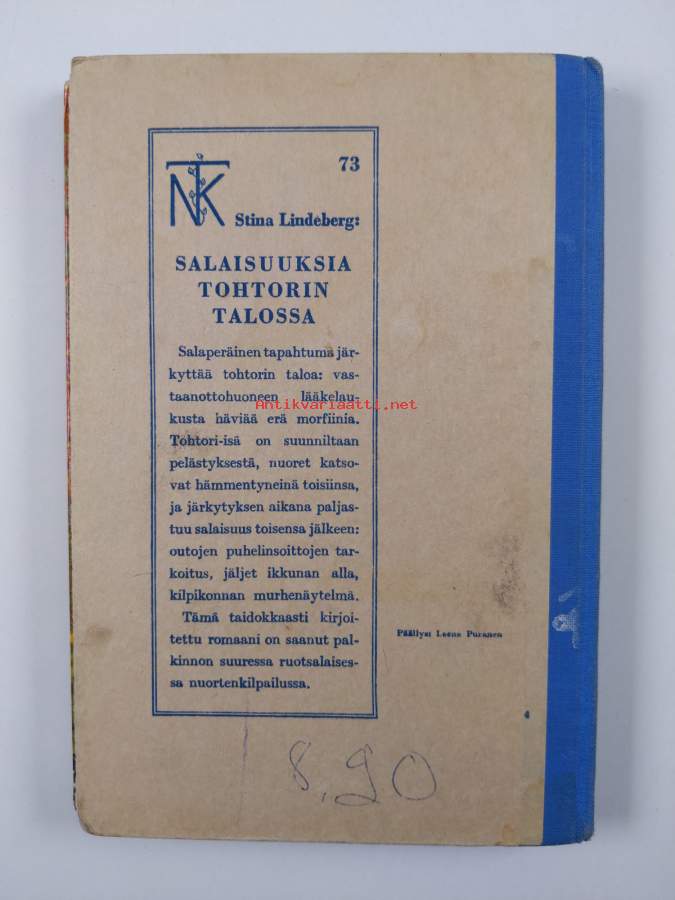 73
NTK
Stina Lindeberg:
SALAISUUKSIA
TOHTORIN
TALOSSA
Salaperäinen tapahtuma jär-
kyttää tohtorin taloa: vas-
taanottohuoneen lääkelau-
Antikvariaatti.net
kusta häviää erä morfiinia.
Tohtori-isä on suunniltaan
pelästyksestä, nuoret katso-
vat hämmentyneinä toisiinsa,
ja järkytyksen aikana paljas-
tuu salaisuus toisensa jälkeen:
outojen puhelinsoittojen tar-
koitus, jäljet ikkunan alla,
kilpikonnan murhenäytelmä.
Tämä taidokkaasti kirjoi-
tettu romaani on saanut pal-
kinnon suuressa ruotsalaises-
sa nuortenkilpailussa.
Päällys: Leena Puranen
4
8,90